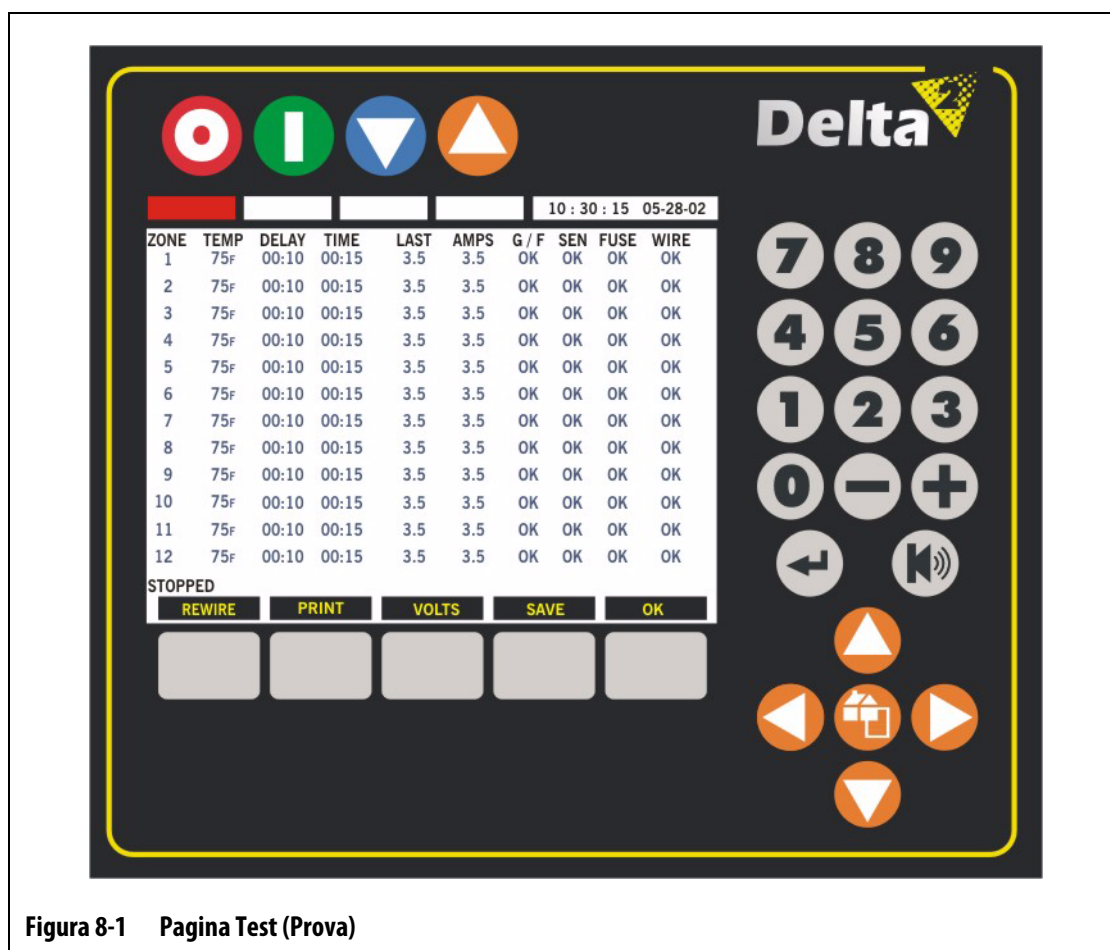 Delta 2
10 : 30 : 15 05-28-02
ZONE TEMP DELAY TIME LAST AMPS G / F SEN FUSE WIRE
1 75F 00:10 00:15 3.5 3.5 OK OK OK OK
2 75F 00:10 00:15 3.5 3.5 OK OK OK OK
3 75F 00:10 00:15 3.5 3.5 OK OK OK OK
4 75F 00:10 00:15 3.5 3.5 OK OK OK OK
5 75F 00:10 00:15 3.5 3.5 OK OK OK OK
6 75F 00:10 00:15 3.5 3.5 OK OK OK OK
7 75F 00:10 00:15 3.5 3.5 OK OK OK OK
8 75F 00:10 00:15 3.5 3.5 OK OK OK OK
9 75F 00:10 00:15 3.5 3.5 OK OK OK OK
10 75F 00:10 00:15 3.5 3.5 OK OK OK OK
11 75F 00:10 00:15 3.5 3.5 OK OK OK OK
12 75F 00:10 00:15 3.5 3.5 OK OK OK OK
STOPPED
REWIRE PRINT VOLTS SAVE OK
7 8 9
4 5 6
1 2 3
0 - +
Figura 8-1 Pagina Test (Prova)